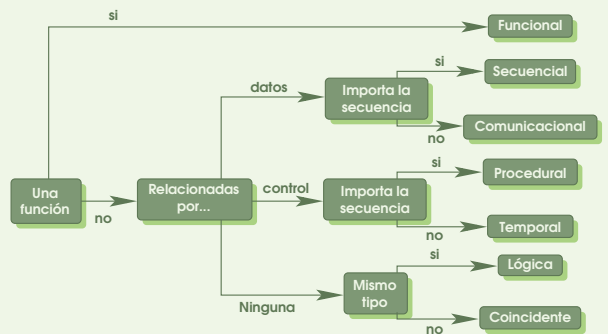 si
Funcional
si
Secuencial
datos
Importa la
secuencia
no
Comunicacional
Una
función
no
Relacionadas
por...
control
Importa la
secuencia
si
Procedural
no
Temporal
si
Lógica
Ninguna
Mismo
tipo
no
Coincidente